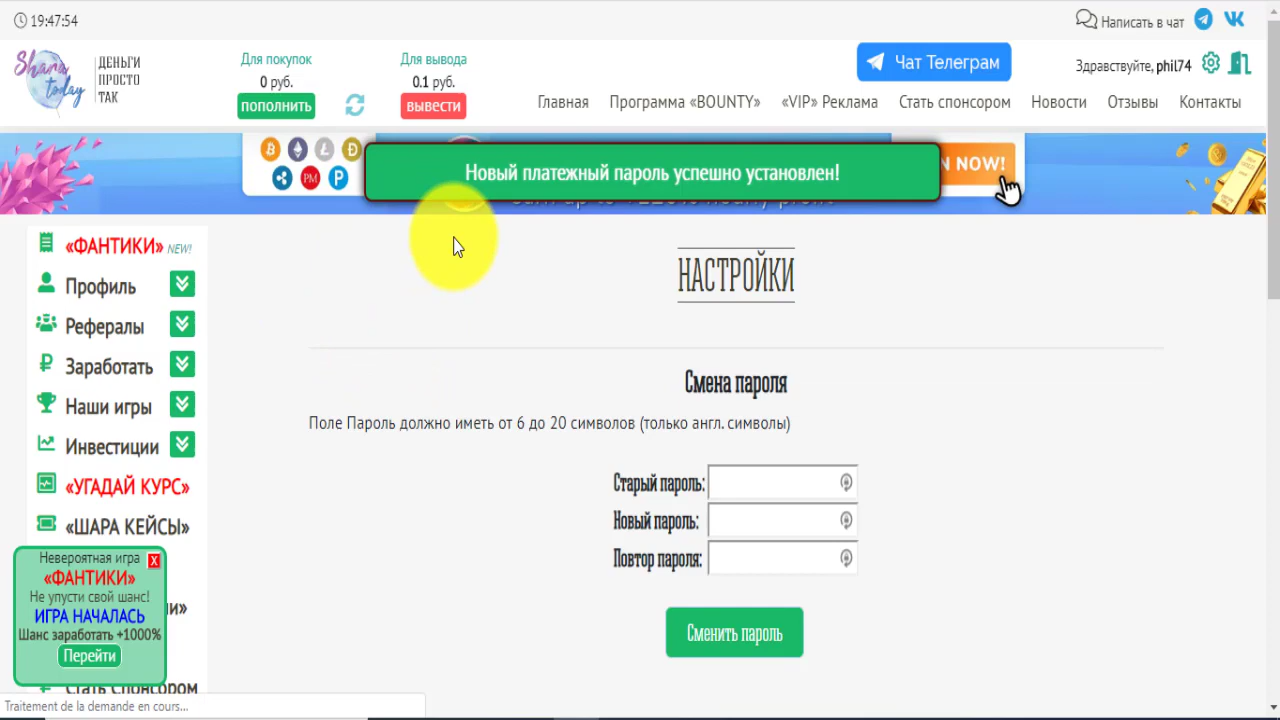 19:47:54
Написать в чат
Shara today
ДЕНЬГИ
ПРОСТО
ТАК
Для покупок
0 руб.
ПОПОЛНИТЬ
Для вывода
0.1 руб.
ВЫВЕСТИ
Чат Телеграм
Здравствуйте, phil74
Главная
Программа «BOUNTY»
«VIP» Реклама
Стать спонсором
Новости
Отзывы
Контакты
Новый платежный пароль успешно установлен!
N NOW!
«ФАНТИКИ» NEW!
Профиль
Рефералы
Заработать
Наши игры
Инвестиции
«УГАДАЙ КУРС»
«ШАРА КЕЙСЫ»
Невероятная игра X
«ФАНТИКИ»
Не упусти свой шанс!
ИГРА НАЧАЛАСЬ
Шанс заработать +1000%
Перейти
Стать Спонсором
НАСТРОЙКИ
Смена пароля
Поле Пароль должно иметь от 6 до 20 символов (только англ. символы)
Старый пароль:
Новый пароль:
Повтор пароля:
Сменить пароль
Traitement de la demande en cours...